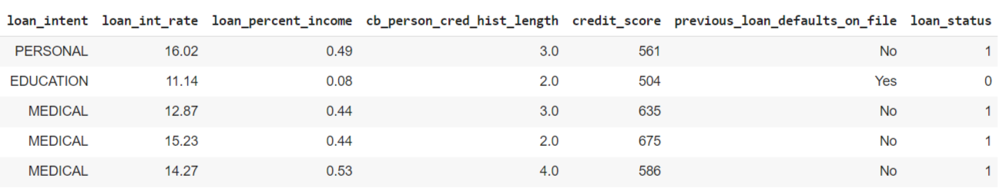 loan_intent loan_int_rate loan_percent_income cb_person_cred_hist_length credit_score previous_loan_defaults_on_file loan_status
PERSONAL 16.02 0.49 3.0 561 No 1
EDUCATION 11.14 0.08 2.0 504 Yes 0
MEDICAL 12.87 0.44 3.0 635 No 1
MEDICAL 15.23 0.44 2.0 675 No 1
MEDICAL 14.27 0.53 4.0 586 No 1